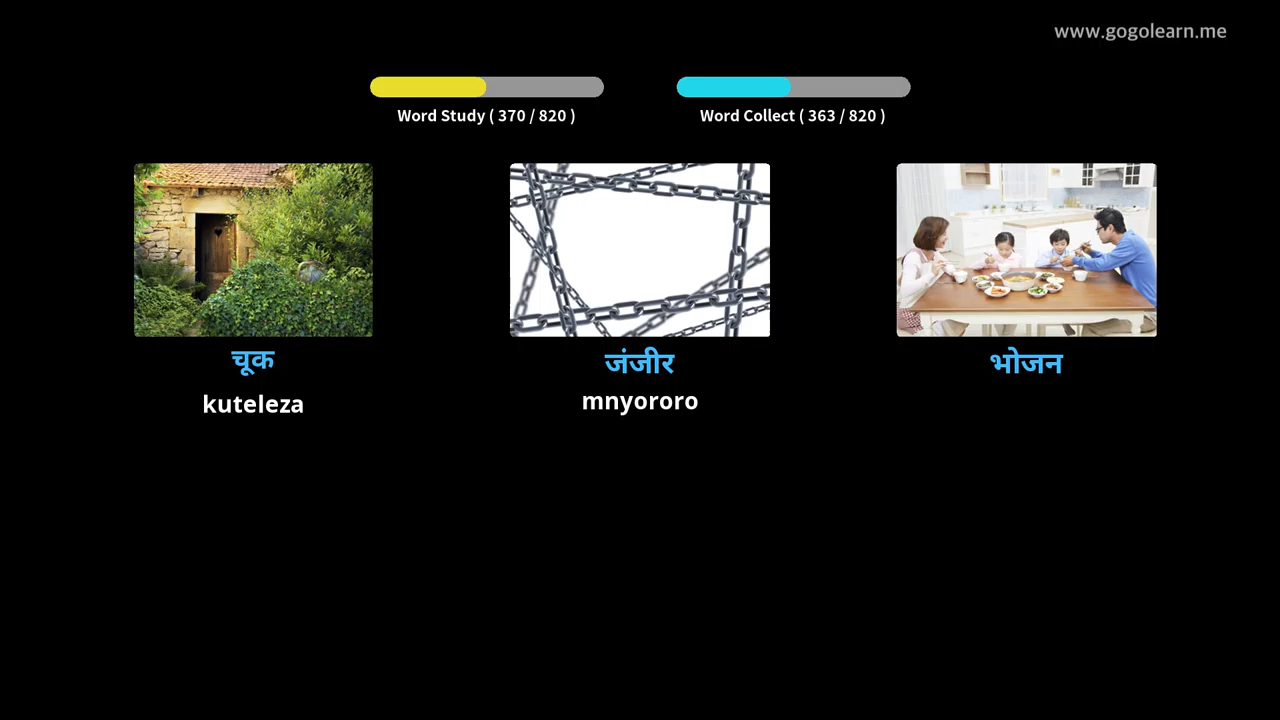 www.gogolearn.me
Word Study ( 370 / 820 )
Word Collect ( 363 / 820 )
चूक
जंजीर
भोजन
kuteleza
mnyororo